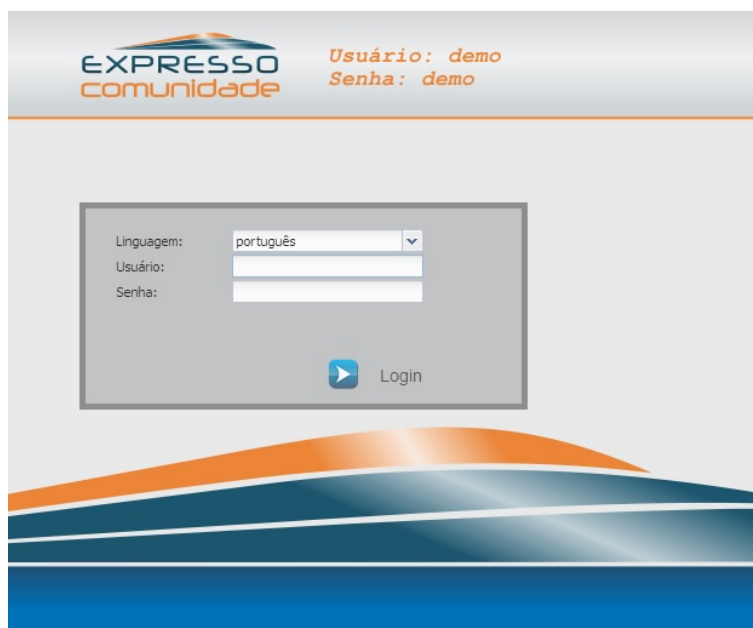 EXPRESSO
comunidade
Usuário: demo
Senha: demo
Linguagem: português
Usuário:
Senha:
Login